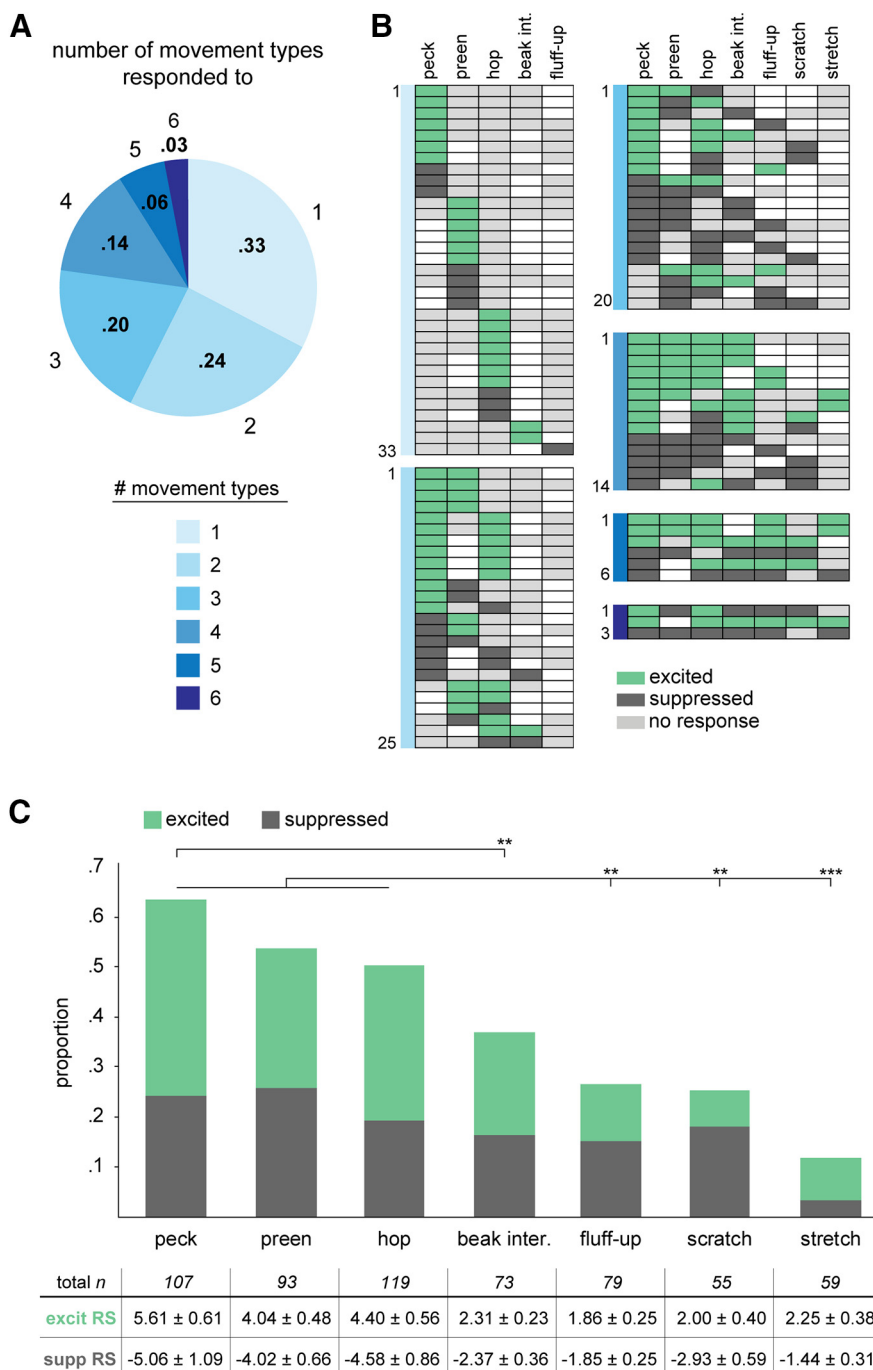 A
number of movement types
responded to
6
.03
5
.06
4
.14
1
.33
.20
3
.24
2
# movement types
1
2
3
4
5
6
B
peck
preen
hop
beak int.
fluff-up
1
33
1
25
peck
preen
hop
beak int.
fluff-up
scratch
stretch
1
20
1
14
1
6
1
3
excited
suppressed
no response
C
excited suppressed
** 
** ** ***
proportion
.7
.6
.5
.4
.3
.2
.1
peck preen hop beak inter. fluff-up scratch stretch
total n 107 93 119 73 79 55 59
excit RS 5.61 ± 0.61 4.04 ± 0.48 4.40 ± 0.56 2.31 ± 0.23 1.86 ± 0.25 2.00 ± 0.40 2.25 ± 0.38
supp RS -5.06 ± 1.09 -4.02 ± 0.66 -4.58 ± 0.86 -2.37 ± 0.36 -1.85 ± 0.25 -2.93 ± 0.59 -1.44 ± 0.31